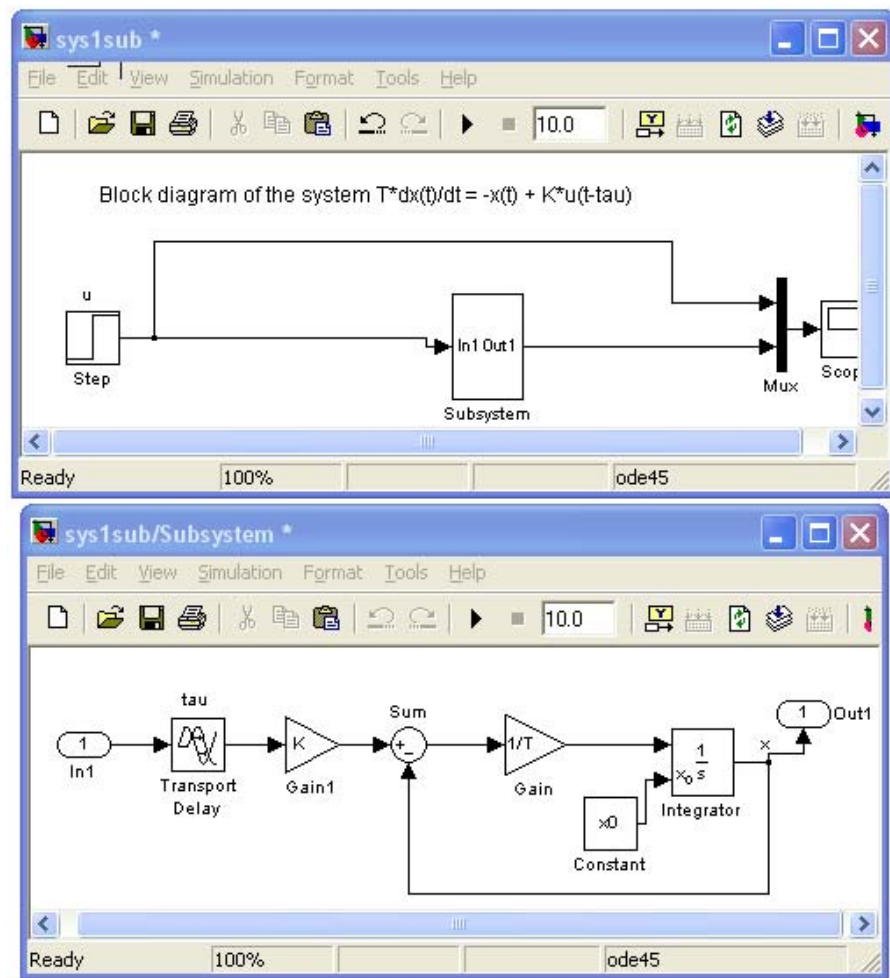 sys1sub *
File Edit View Simulation Format Tools Help
10.0
Block diagram of the system T*dx(t)/dt = -x(t) + K*u(t-tau)
u
Step
In1 Out1
Subsystem
Mux
Scop
Ready 100% ode45
sys1sub/Subsystem *
File Edit View Simulation Format Tools Help
10.0
tau
Sum
1
In1
Transport
Delay
K
Gain1
+
-
1/T
Gain
x0
Constant
1
s
x0
Integrator
x
1
Out1
Ready 100% ode45